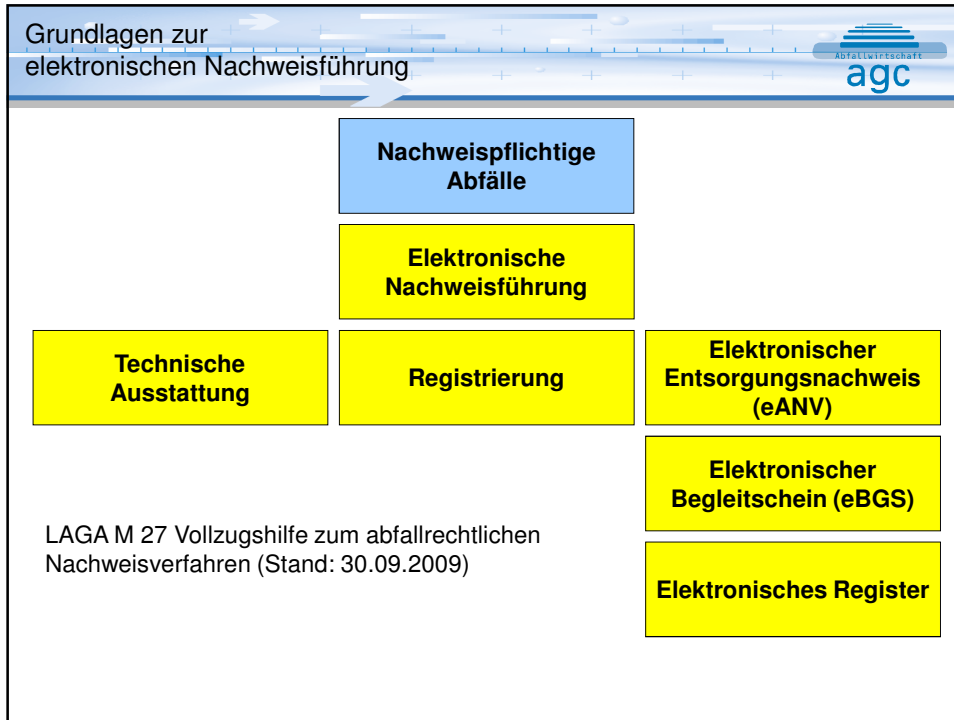 Grundlagen zur
elektronischen Nachweisführung
Abfallwirtschaft
agc
Nachweispflichtige
Abfälle
Elektronische
Nachweisführung
Technische
Ausstattung
Registrierung
Elektronischer
Entsorgungsnachweis
(eANV)
Elektronischer
Begleitschein (eBGS)
LAGA M 27 Vollzugshilfe zum abfallrechtlichen
Nachweisverfahren (Stand: 30.09.2009)
Elektronisches Register